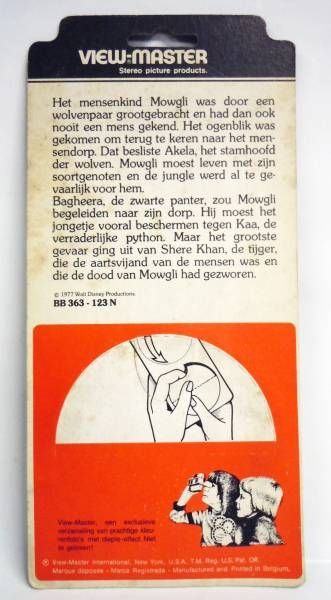 VIEW-MASTER
Stereo picture products.
Het mensenkind Mowgli was door een
wolvenpaar grootgebracht en had dan ook
nooit een mens gekend. Het ogenblik was
gekomen om terug te keren naar het men-
sendorp. Dat besliste Akela, het stamhoofd
der wolven. Mowgli moest leven met zijn
soortgenoten en de jungle werd al te ge-
vaarlijk voor hem.
Bagheera, de zwarte panter, zou Mowgli
begeleiden naar zijn dorp. Hij moest het
jongetje vooral beschermen tegen Kaa, de
verraderlijke python. Maar het grootste
gevaar ging uit van Shere Khan, de tijger,
die de aartsvijand van de mensen was en
die de dood van Mowgli had gezworen.
© 1977 Walt Disney Productions.
BB 363 - 123 N
View-Master, een exclusieve
verzameling van prachtige kleu-
renfoto's met diepte-effect! Niet
te geloven!
® View-Master International, New York, U.S.A. T.M. Reg. U.S. Pat. Off.
Marque déposée - Marca Registrada - Manufactured and Printed in Belgium.